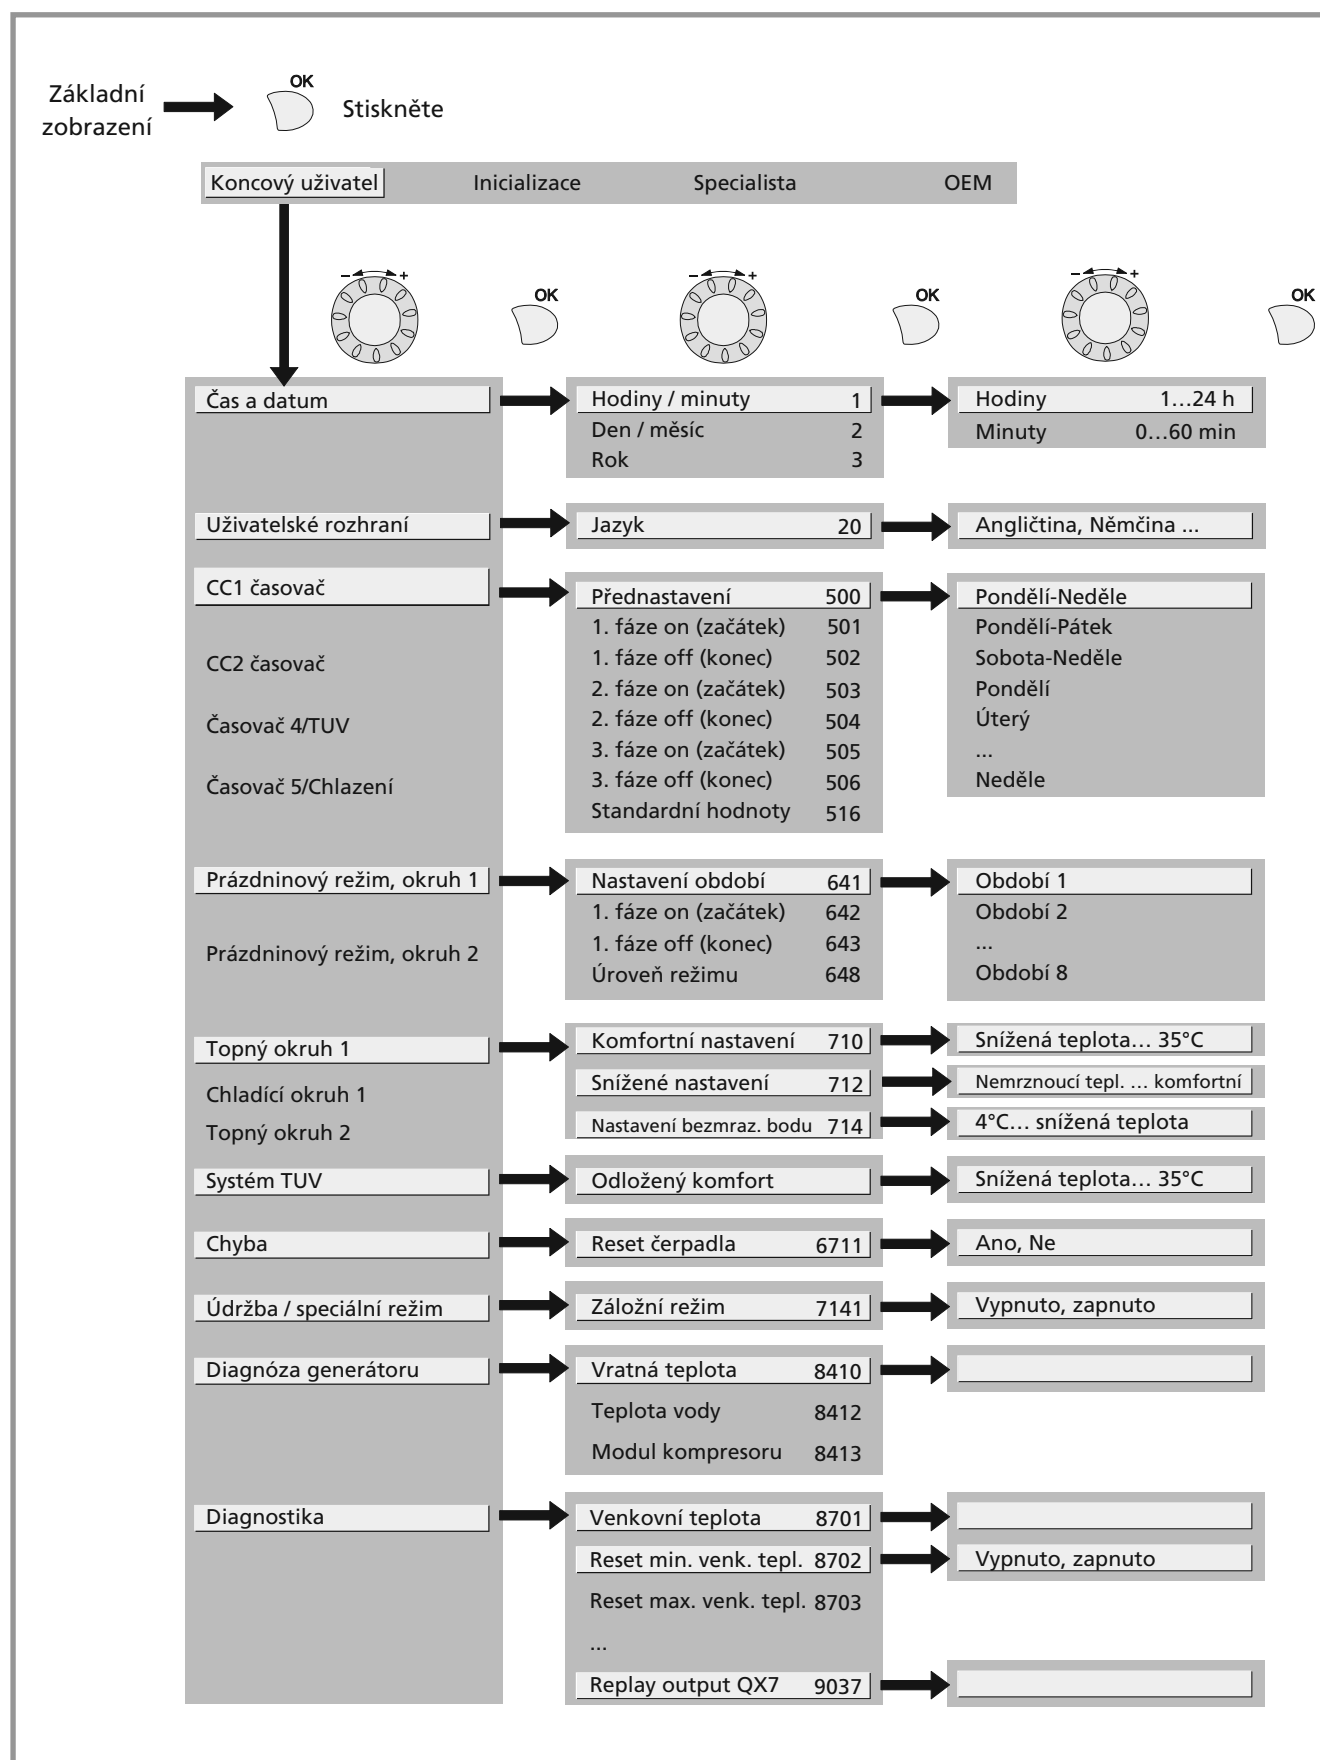 OK
Základní
zobrazení
Stiskněte
Koncový uživatel Inicializace Specialista OEM
– + OK – + OK – + OK
Čas a datum Hodiny / minuty 1 Hodiny 1…24 h
Den / měsíc 2 Minuty 0…60 min
Rok 3
Uživatelské rozhraní Jazyk 20 Angličtina, Němčina ...
CC1 časovač Přednastavení 500 Pondělí-Neděle
1. fáze on (začátek) 501 Pondělí-Pátek
CC2 časovač 1. fáze off (konec) 502 Sobota-Neděle
2. fáze on (začátek) 503 Pondělí
Časovač 4/TUV 2. fáze off (konec) 504 Úterý
3. fáze on (začátek) 505 ...
Časovač 5/Chlazení 3. fáze off (konec) 506 Neděle
Standardní hodnoty 516
Prázdninový režim, okruh 1 Nastavení období 641 Období 1
1. fáze on (začátek) 642 Období 2
Prázdninový režim, okruh 2 1. fáze off (konec) 643 ...
Úroveň režimu 648 Období 8
Topný okruh 1 Komfortní nastavení 710 Snížená teplota… 35°C
Chladící okruh 1 Snížené nastavení 712 Nemrznoucí tepl. … komfortní
Topný okruh 2 Nastavení bezmraz. bodu 714 4°C… snížená teplota
Systém TUV Odložený komfort Snížená teplota… 35°C
Chyba Reset čerpadla 6711 Ano, Ne
Údržba / speciální režim Záložní režim 7141 Vypnuto, zapnuto
Diagnóza generátoru Vratná teplota 8410
Teplota vody 8412
Modul kompresoru 8413
Diagnostika Venkovní teplota 8701
Reset min. venk. tepl. 8702 Vypnuto, zapnuto
Reset max. venk. tepl. 8703
...
Replay output QX7 9037